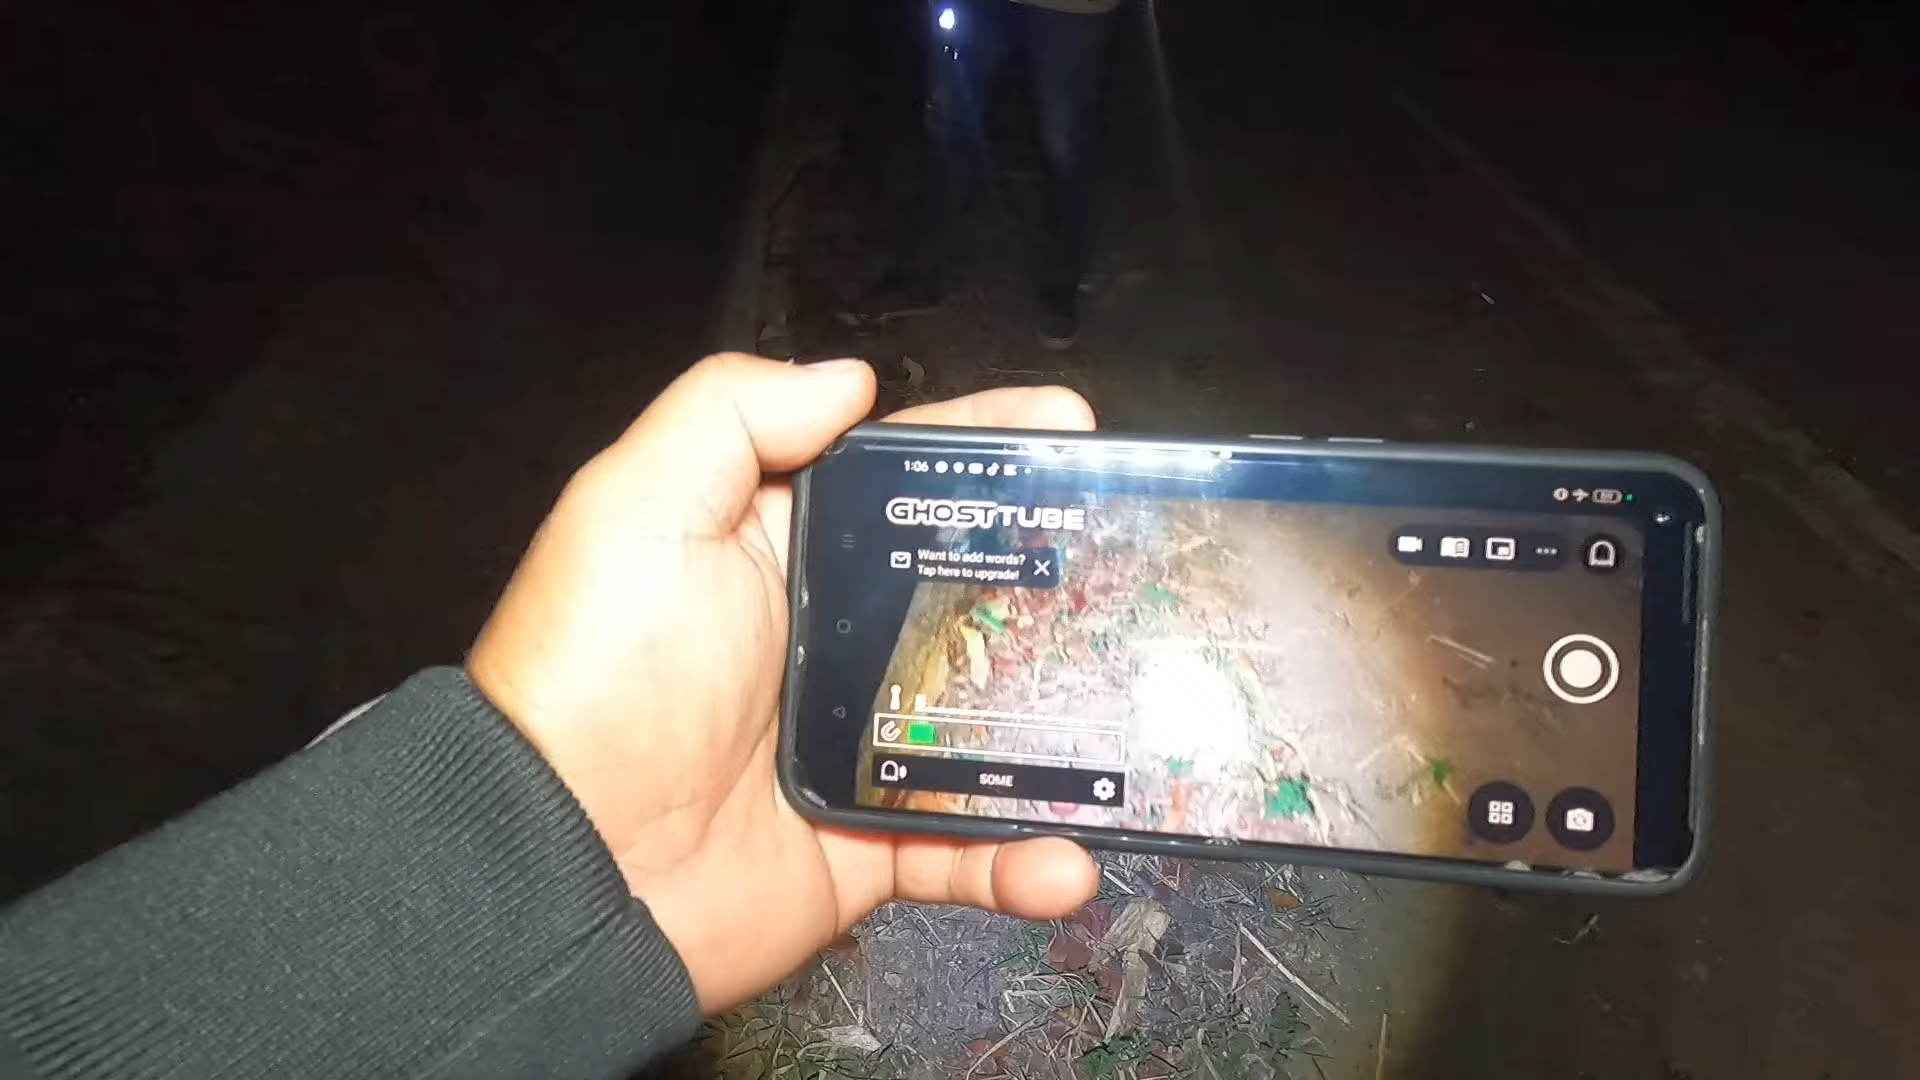 1:06
GHOSTTUBE
Want to add words?
Tap here to upgrade!
SOME